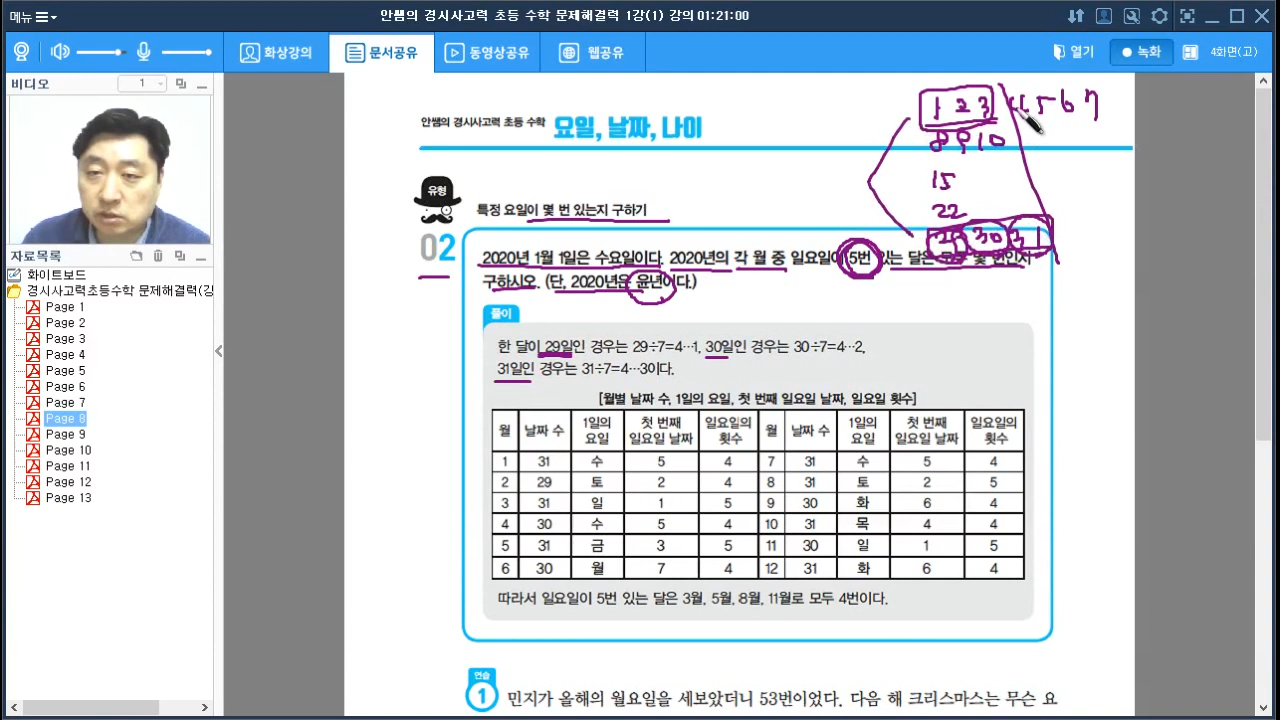 메뉴
안쌤의 경시사고력 초등 수학 문제해결력 1강(1) 강의 01:21:00
화상강의
문서공유
동영상공유
웹공유
열기
녹화
4화면(고)
비디오
1
자료목록
화이트보드
경시사고력초등수학 문제해결력(강
Page 1
Page 2
Page 3
Page 4
Page 5
Page 6
Page 7
Page 8
Page 9
Page 10
Page 11
Page 12
Page 13
안쌤의 경시사고력 초등 수학 요일, 날짜, 나이
1 2 3 4 5 6 7
8 9 10
15
22
29 30 31
유형
특정 요일이 몇 번 있는지 구하기
02
2020년 1월 1일은 수요일이다. 2020년의 각 월 중 일요일이 5번 있는 달은 모두 몇 번인지
구하시오. (단, 2020년은 윤년이다.)
풀이
한 달이 29일인 경우는 29÷7=4…1, 30일인 경우는 30÷7=4…2,
31일인 경우는 31÷7=4…3이다.
[월별 날짜 수, 1일의 요일, 첫 번째 일요일 날짜, 일요일 횟수]
월 날짜 수 1일의 요일 첫 번째 일요일 날짜 일요일의 횟수 월 날짜 수 1일의 요일 첫 번째 일요일 날짜 일요일의 횟수
1 31 수 5 4 7 31 수 5 4
2 29 토 2 4 8 31 토 2 5
3 31 일 1 5 9 30 화 6 4
4 30 수 5 4 10 31 목 4 4
5 31 금 3 5 11 30 일 1 5
6 30 월 7 4 12 31 화 6 4
따라서 일요일이 5번 있는 달은 3월, 5월, 8월, 11월로 모두 4번이다.
연습
1 민지가 올해의 월요일을 세보았더니 53번이었다. 다음 해 크리스마스는 무슨 요